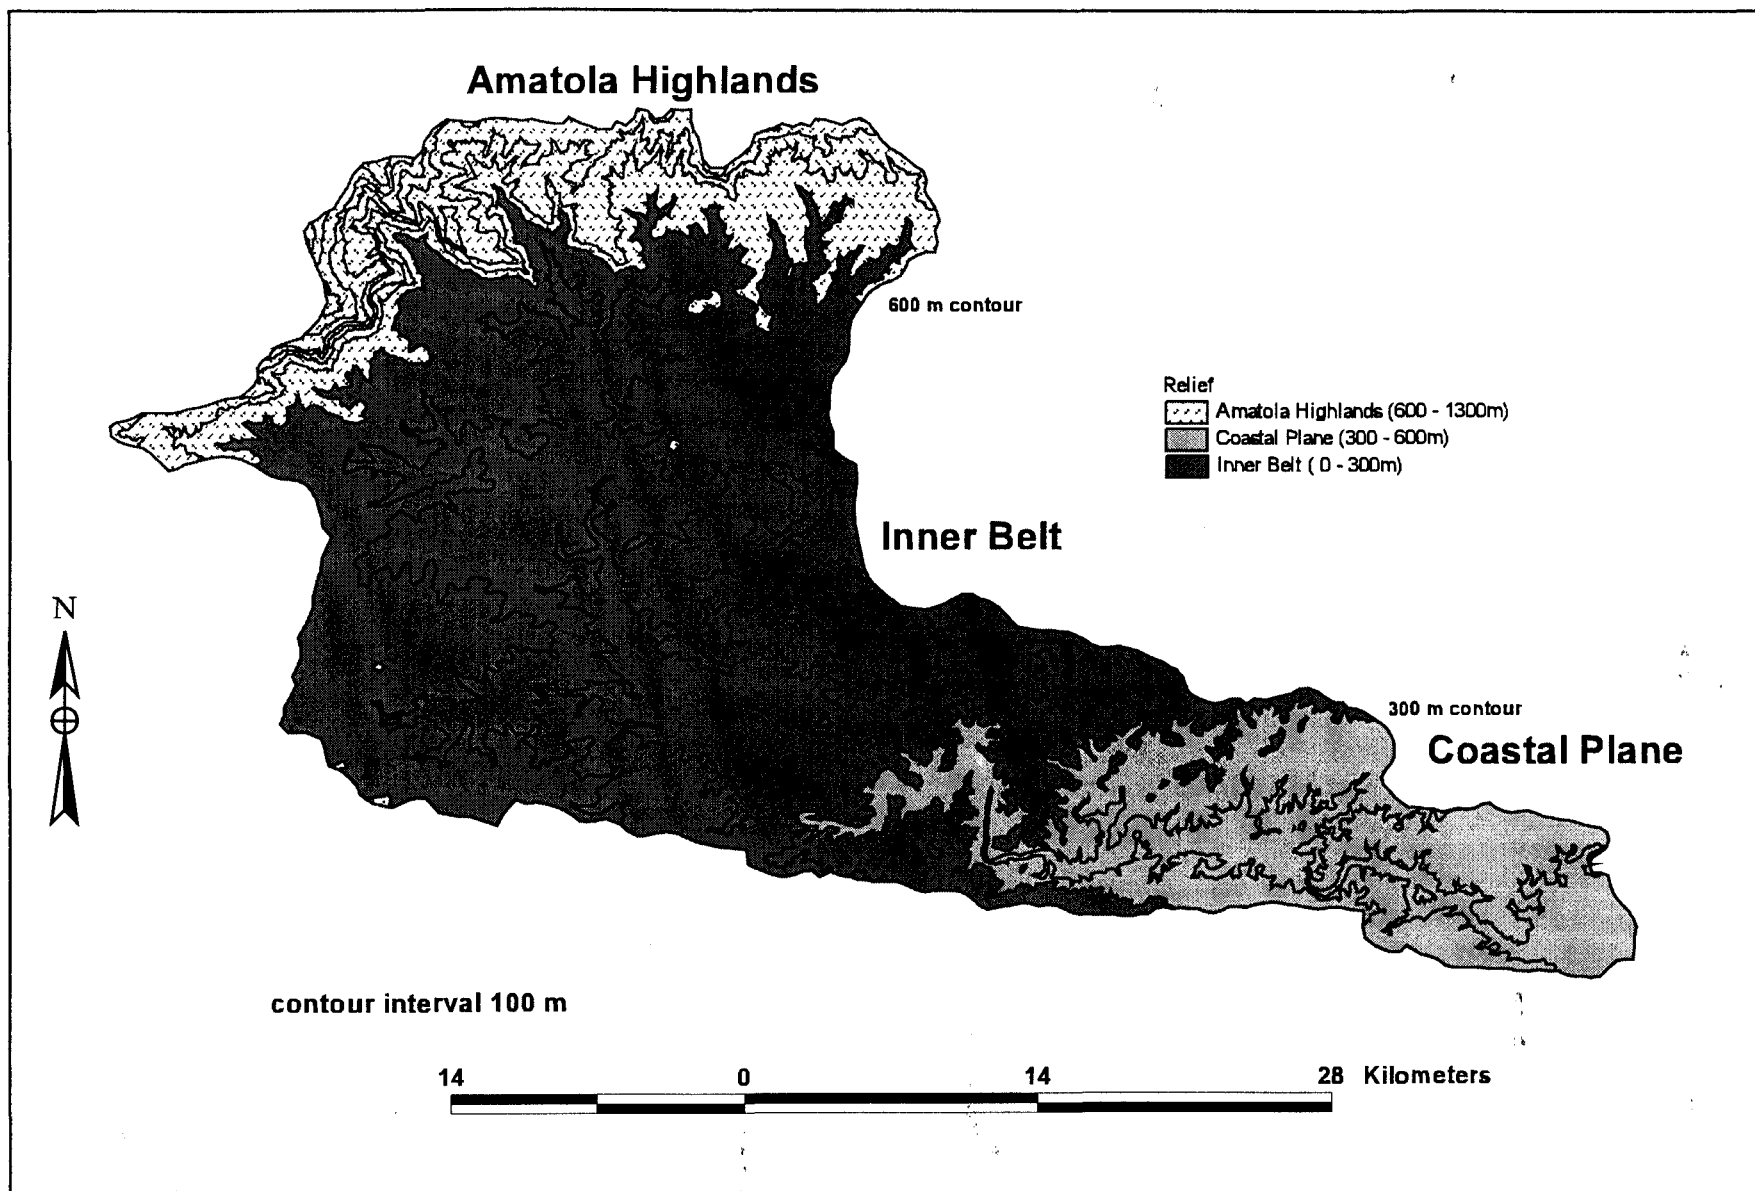 Amatola Highlands
600 m contour
Relief
Amatola Highlands (600 - 1300m)
Coastal Plane (300 - 600m)
Inner Belt ( 0 - 300m)
Inner Belt
N
300 m contour
Coastal Plane
contour interval 100 m
14 0 14 28 Kilometers